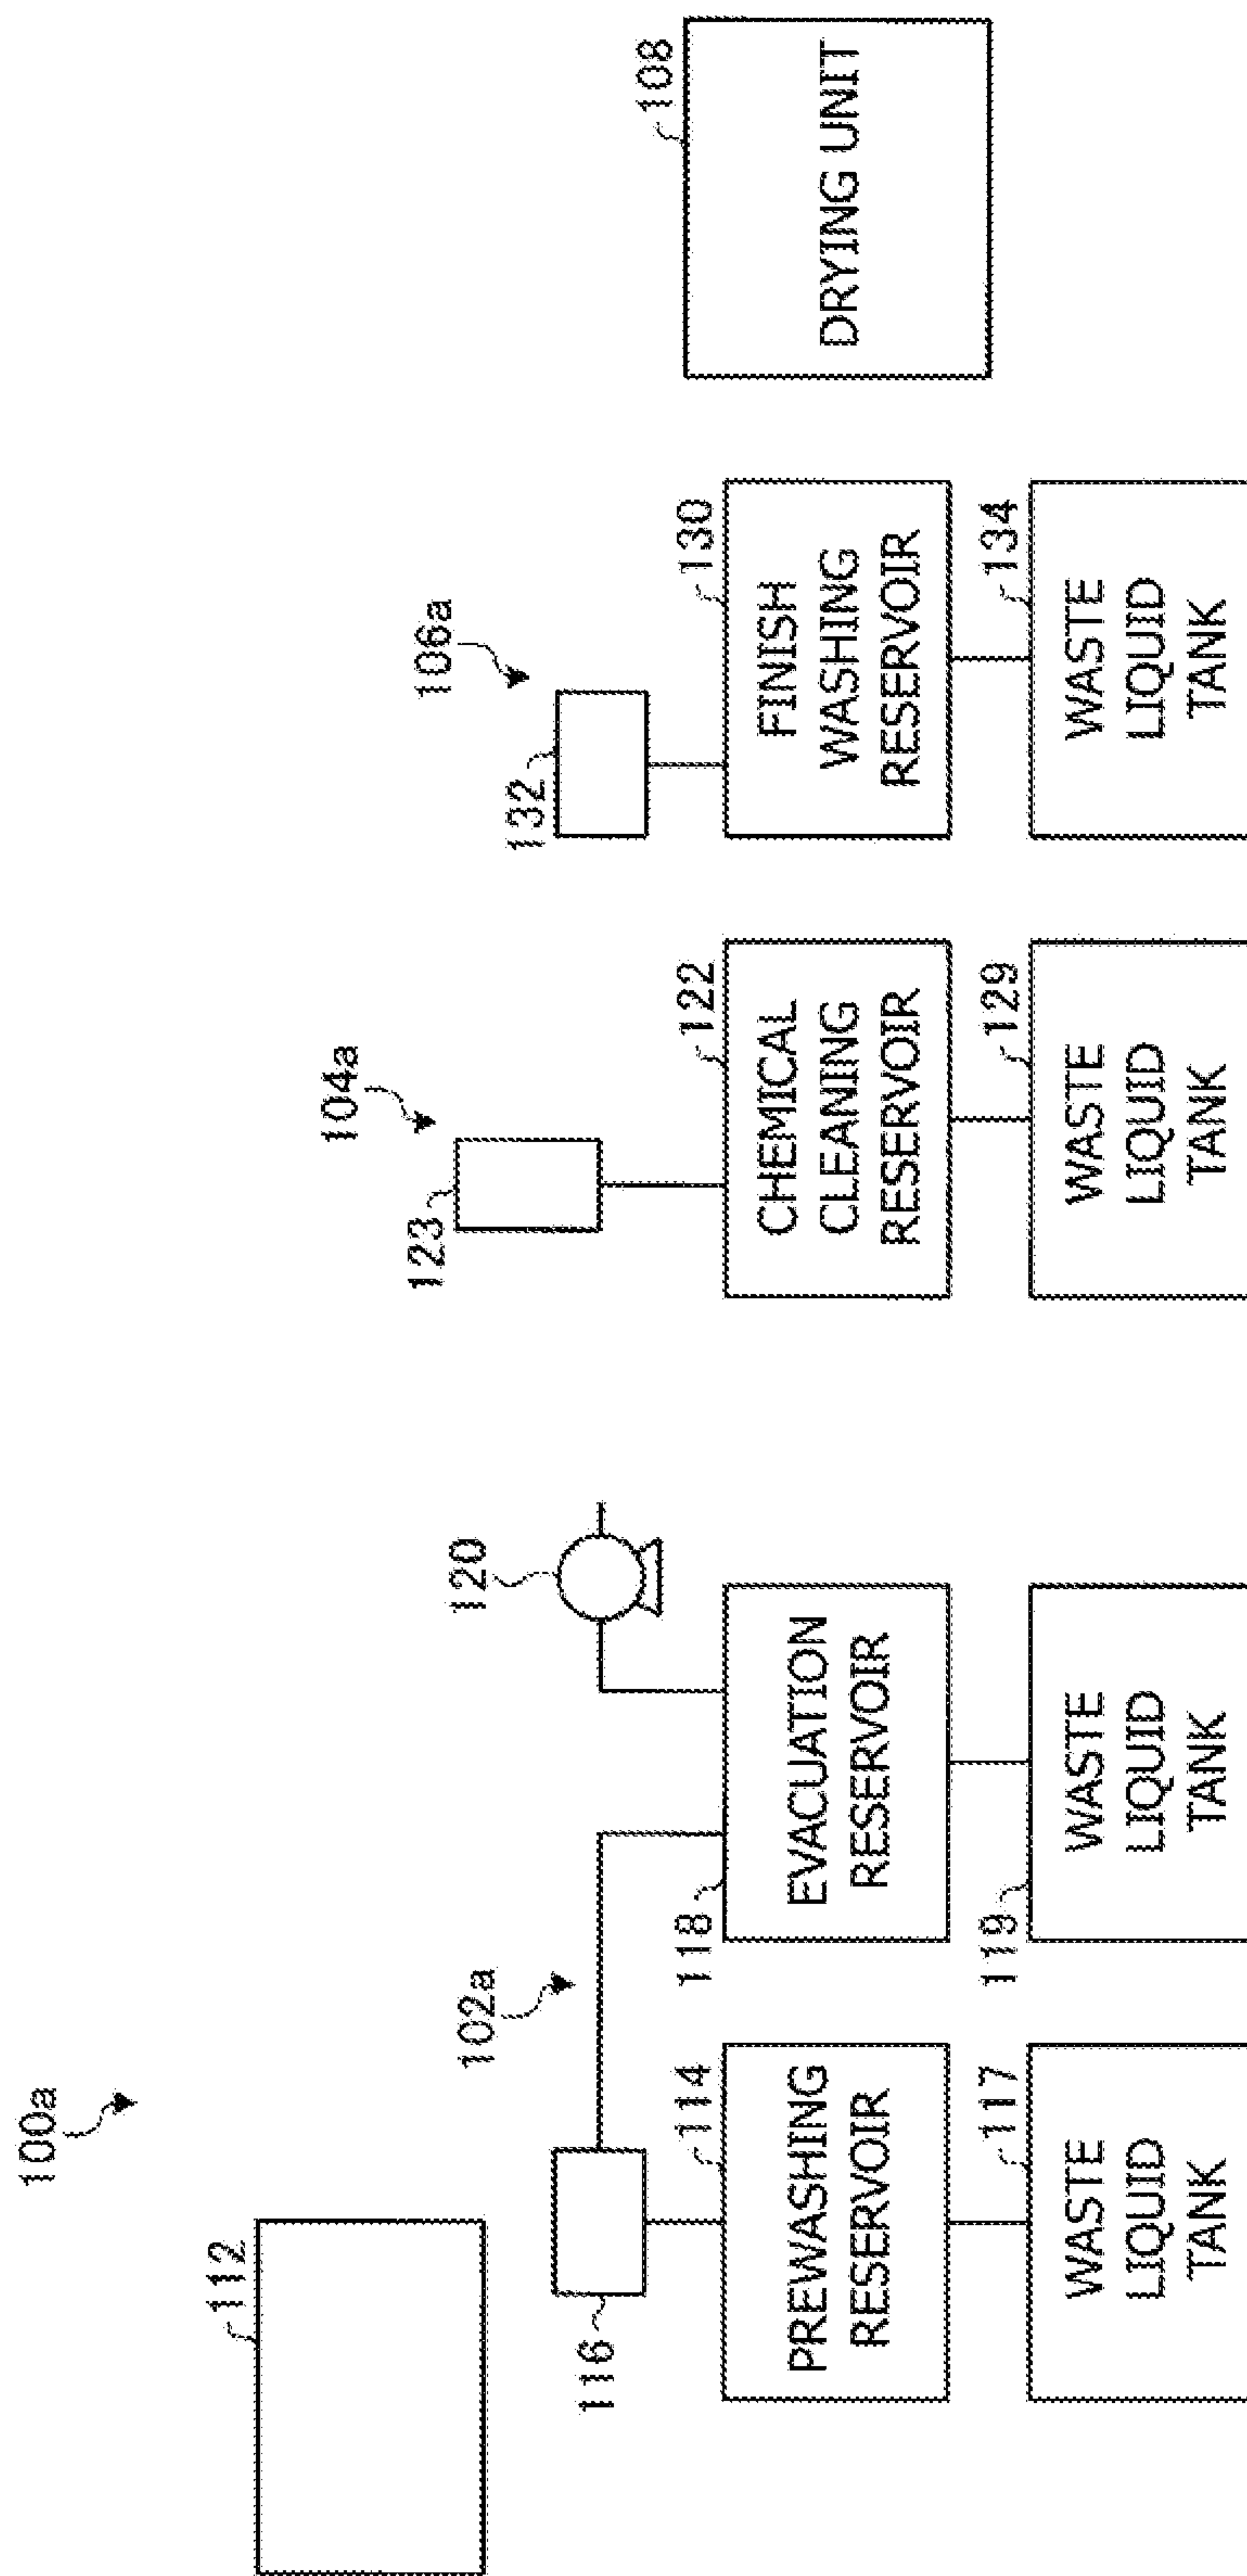 100a
112
102a
104a
106a
116
120
123
132
108
PREWASHING
RESERVOIR
114
EVACUATION
RESERVOIR
118
CHEMICAL
CLEANING
RESERVOIR
122
FINISH
WASHING
RESERVOIR
130
DRYING UNIT
WASTE
LIQUID
TANK
117
WASTE
LIQUID
TANK
119
WASTE
LIQUID
TANK
129
WASTE
LIQUID
TANK
134